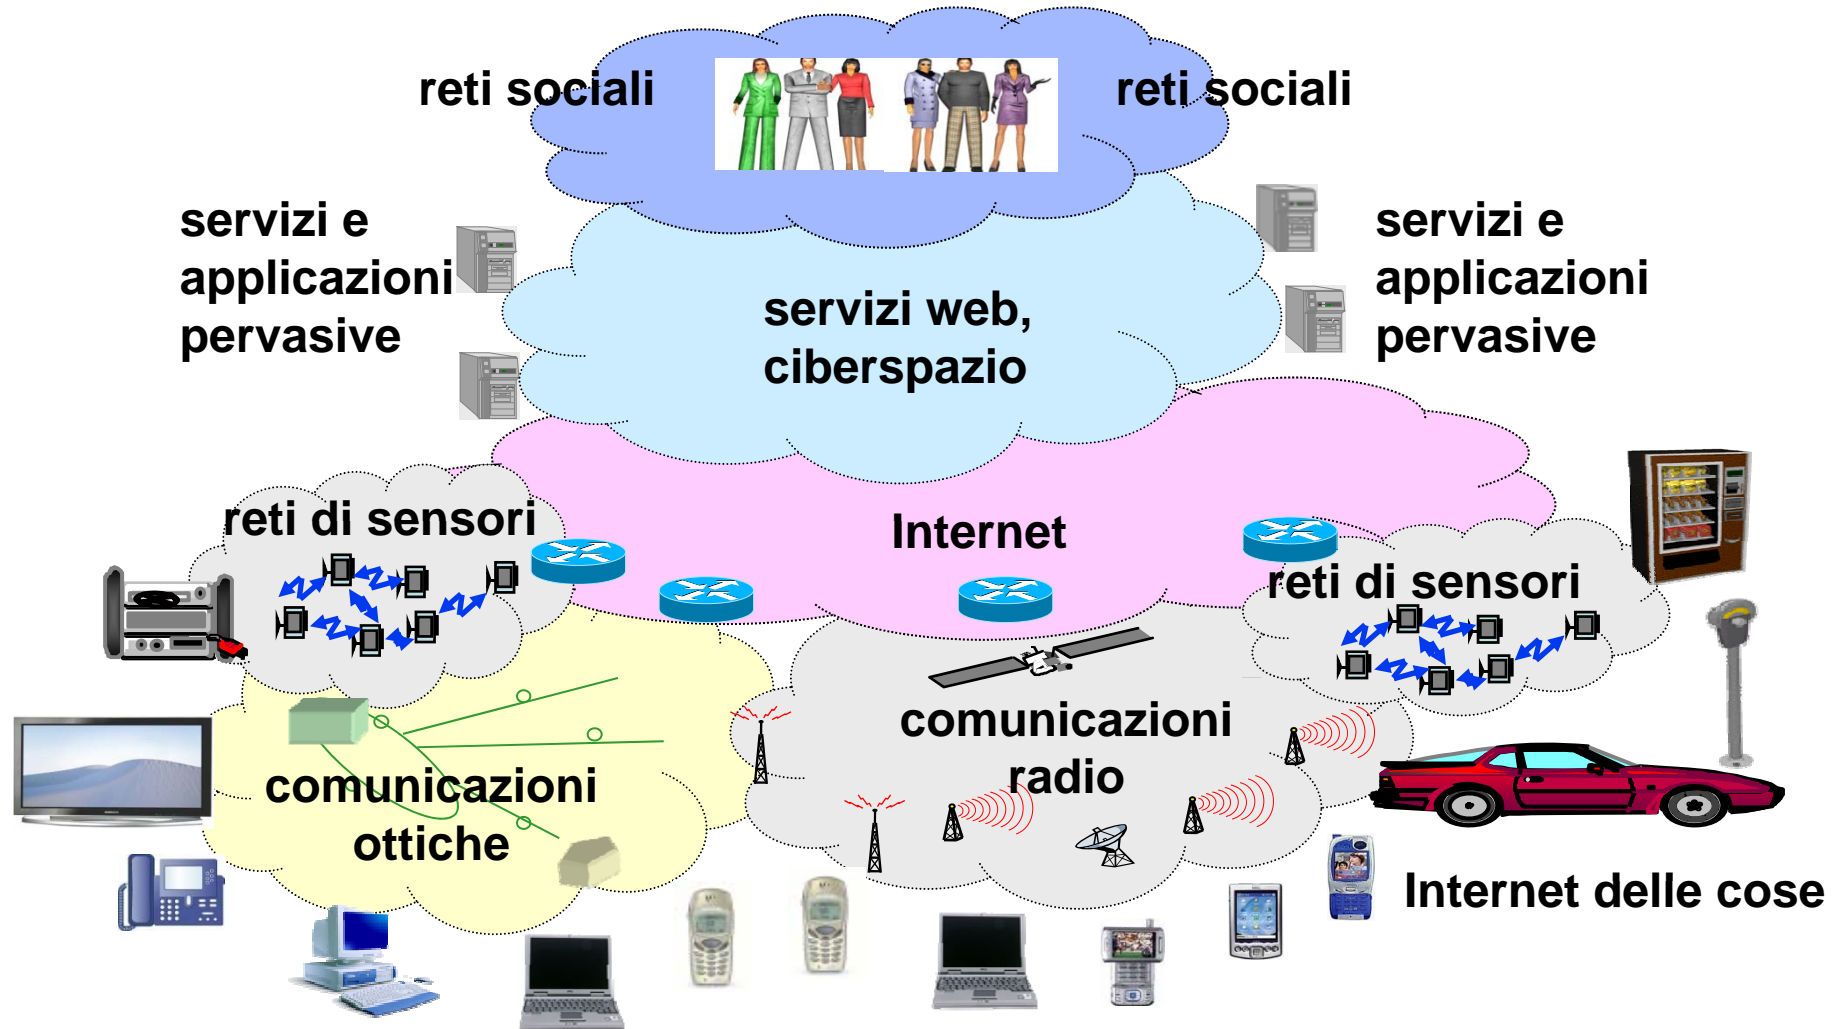 reti sociali
reti sociali
servizi e
applicazioni
pervasive
servizi e
applicazioni
pervasive
servizi web,
ciberspazio
reti di sensori
Internet
reti di sensori
comunicazioni
radio
comunicazioni
ottiche
Internet delle cose